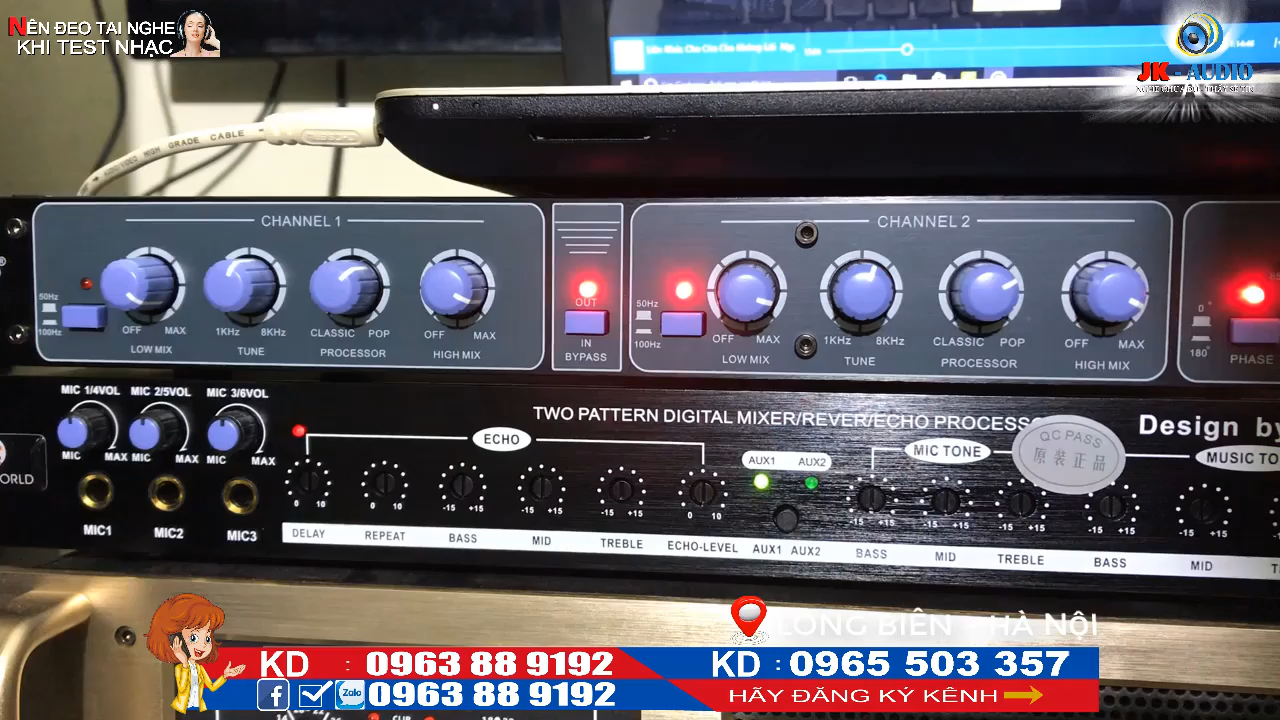 NÊN ĐEO TAI NGHE
KHI TEST NHẠC
JK - AUDIO
HIGH GRADE CABLE
CHANNEL 1
50Hz
100Hz
OFF MAX
LOW MIX
1KHz 8KHz
TUNE
CLASSIC POP
PROCESSOR
OFF MAX
HIGH MIX
OUT
IN
BYPASS
CHANNEL 2
50Hz
100Hz
OFF MAX
LOW MIX
1KHz 8KHz
TUNE
CLASSIC POP
PROCESSOR
OFF MAX
HIGH MIX
0°
180°
PHASE
MIC 1/4VOL MIC 2/5VOL MIC 3/6VOL
MIC MAX MIC MAX MIC MAX
MIC1 MIC2 MIC3
TWO PATTERN DIGITAL MIXER/REVER/ECHO
Design by
ECHO
AUX1 AUX2
MIC TONE
QC PASS
原装正品
MUSIC
0 10 0 10 -15 +15 -15 +15 -15 +15 0 10
-15 +15 -15 +15 -15 +15 -15 +15 -15 +15
DELAY REPEAT BASS MID TREBLE ECHO-LEVEL AUX1 AUX2 BASS MID TREBLE BASS MID
LONG BIÊN - HÀ NỘI
KD : 0963 88 9192
KD : 0965 503 357
Zalo 0963 88 9192
HÃY ĐĂNG KÝ KÊNH